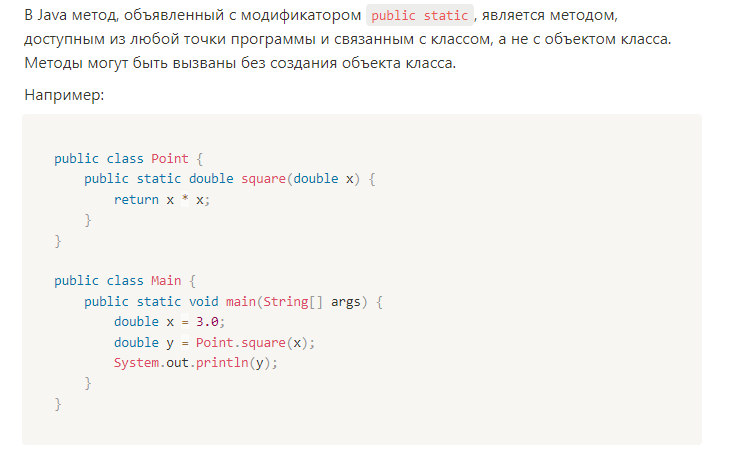 В Java метод, объявленный с модификатором public static, является методом,
доступным из любой точки программы и связанным с классом, а не с объектом класса.
Методы могут быть вызваны без создания объекта класса.
Например:
public class Point {
    public static double square(double x) {
        return x * x;
    }
}
public class Main {
    public static void main(String[] args) {
        double x = 3.0;
        double y = Point.square(x);
        System.out.println(y);
    }
}